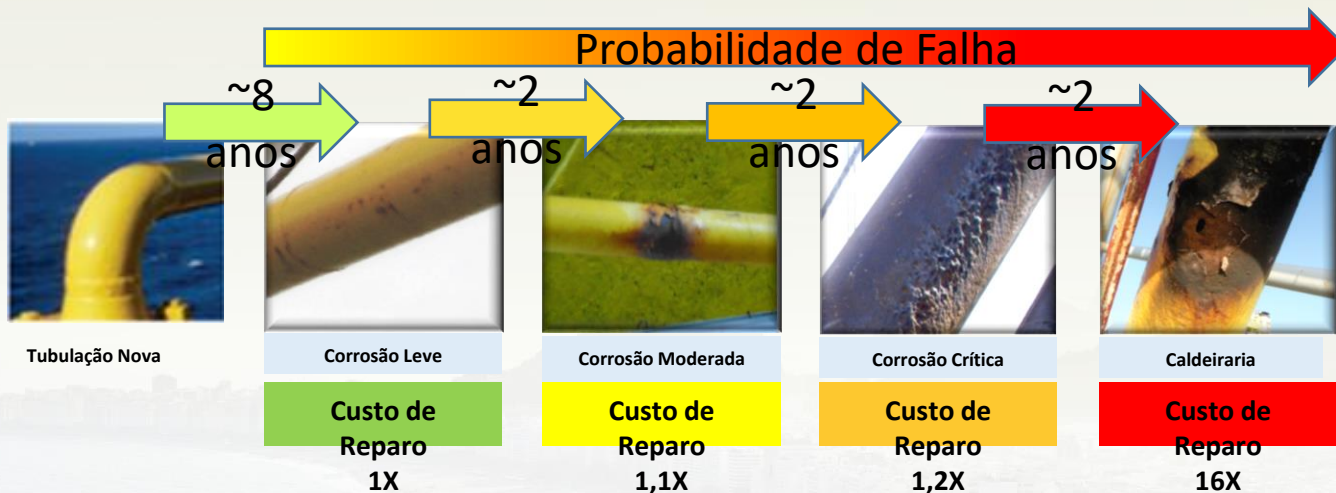 Probabilidade de Falha
~8
anos
~2
anos
~2
anos
~2
anos
Tubulação Nova
Corrosão Leve
Corrosão Moderada
Corrosão Crítica
Caldeiraria
Custo de
Reparo
1X
Custo de
Reparo
1,1X
Custo de
Reparo
1,2X
Custo de
Reparo
16X